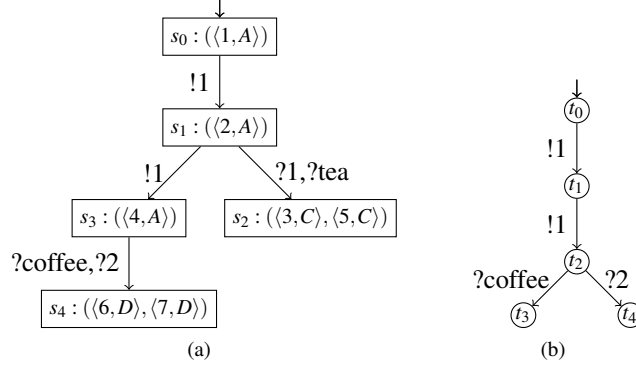 s0 : (⟨1,A⟩)
!1
s1 : (⟨2,A⟩)
!1
?1,?tea
s3 : (⟨4,A⟩)
s2 : (⟨3,C⟩,⟨5,C⟩)
?coffee,?2
s4 : (⟨6,D⟩,⟨7,D⟩)
(a)
t0
!1
t1
!1
t2
?coffee
?2
t3
t4
(b)